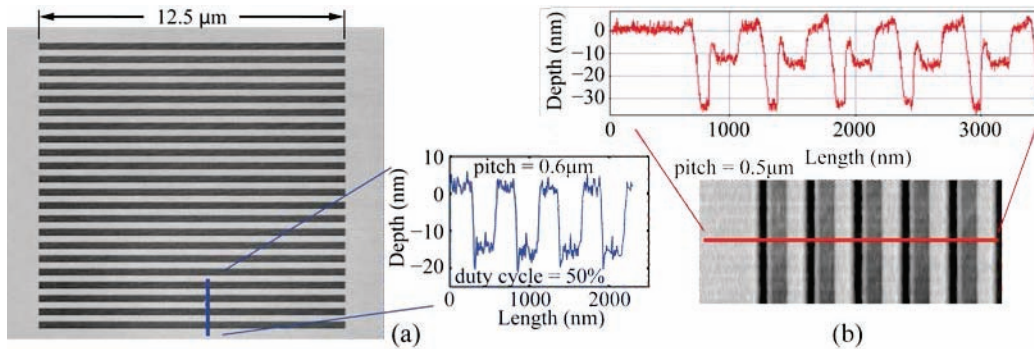 12.5 µm
Depth (nm)
10
0
−10
−20
pitch = 0.6µm
duty cycle = 50%
0
1000
2000
Length (nm)
(a)
Depth (nm)
0
−10
−20
−30
0
1000
2000
3000
Length (nm)
pitch = 0.5µm
(b)